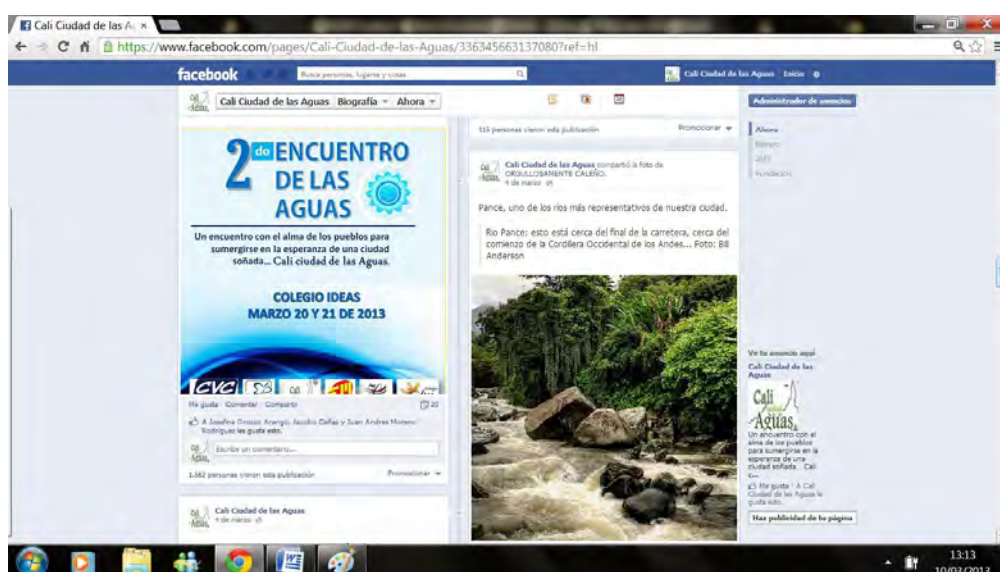 Cali Ciudad de las A
https://www.facebook.com/pages/Cali-Ciudad-de-las-Aguas/336345663137080?ref=hl
facebook
Busca personas, lugares y cosas
Cali Ciudad de las Aguas Inicio
Cali Ciudad de las Aguas Biografía Ahora
Administrador de anuncios
2do ENCUENTRO
DE LAS
AGUAS
Un encuentro con el alma de los pueblos para
sumergirse en la esperanza de una ciudad
soñada... Cali ciudad de las Aguas.
COLEGIO IDEAS
MARZO 20 Y 21 DE 2013
CVC
Me gusta · Comentar · Compartir 20
A Josefina Orozco Arango, Jacobo Dallas y Juan Andres Moreno
Rodriguez les gusta esto.
Escribe un comentario...
1.562 personas vieron esta publicación Promocionar
Cali Ciudad de las Aguas
4 de marzo
personas vieron esta publicación Promocionar
Cali Ciudad de las Aguas compartió la foto de
ORGULLOSAMENTE CALEÑO.
4 de marzo
Pance, uno de los ríos más representativos de nuestra ciudad.
Rio Pance: esto está cerca del final de la carretera, cerca del
comienzo de la Cordillera Occidental de los Andes... Foto: Bill
Anderson
Ahora
Febrero
Fundación
Ve tu anuncio aquí
Cali Ciudad de las
Aguas
Cali
Aguas
Un encuentro con el
alma de los pueblos
para sumergirse en la
esperanza de una
ciudad soñada... Cali
Me gusta · A Cali
Ciudad de las Aguas le
gusta esto.
Haz publicidad de tu página
13:13
10/03/2013